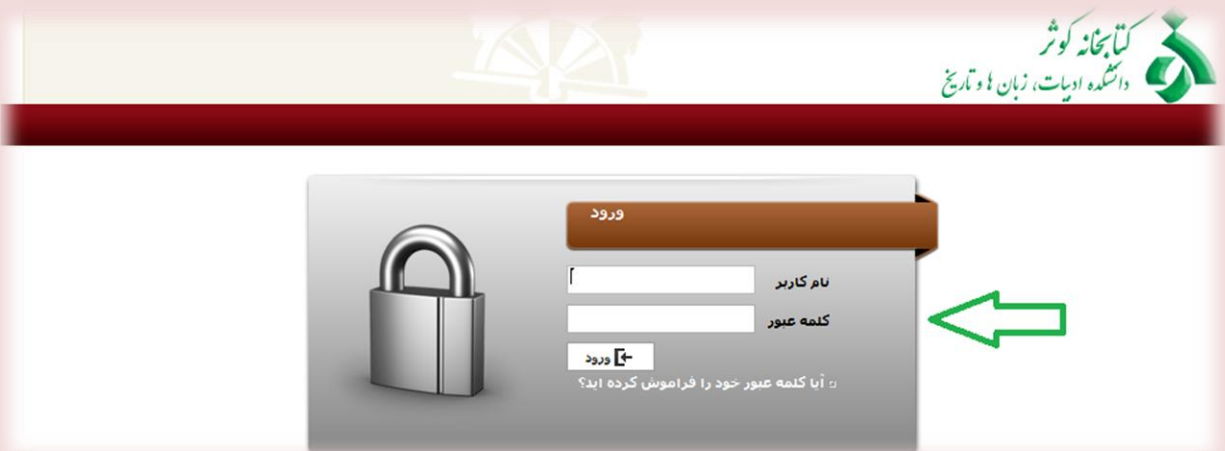 کتابخانه کوثر
دانشکده ادبیات، زبان ها و تاریخ
ورود
نام کاربر
کلمه عبور
ورود
آیا کلمه عبور خود را فراموش کرده اید؟